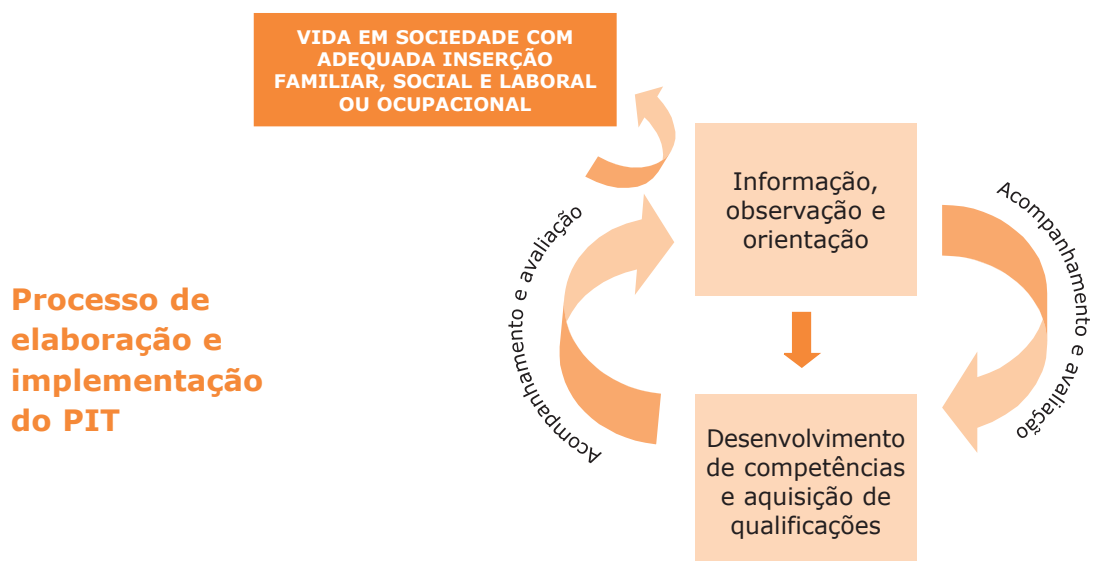 VIDA EM SOCIEDADE COM
ADEQUADA INSERÇÃO
FAMILIAR, SOCIAL E LABORAL
OU OCUPACIONAL
Informação,
observação e
orientação
Acompanhamento e avaliação
Acompanhamento e avaliação
Processo de
elaboração e
implementação
do PIT
Desenvolvimento
de competências
e aquisição de
qualificações